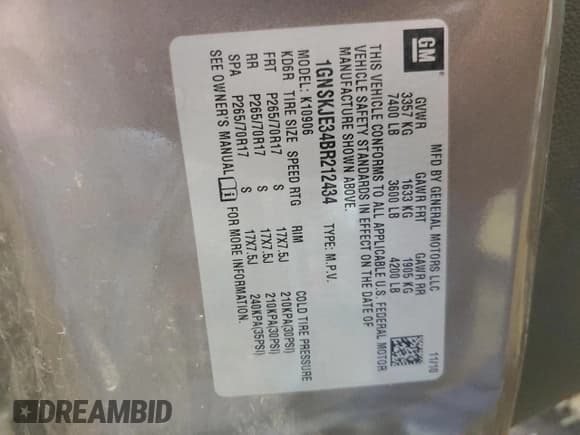 GM
MFD BY GENERAL MOTORS LLC 11/10
GVWR GAWR FRT GAWR RR
3357 KG 1633 KG 1905 KG
7400 LB 3600 LB 4200 LB
THIS VEHICLE CONFORMS TO ALL APPLICABLE U.S. FEDERAL MOTOR
VEHICLE SAFETY STANDARDS IN EFFECT ON THE DATE OF
MANUFACTURE SHOWN ABOVE.
1GNSKJE34BR212434 TYPE: M.P.V.
MODEL: K10906
KD6R TIRE SIZE SPEED RTG RIM COLD TIRE PRESSURE
FRT P265/70R17 S 17X7.5J 210KPA(30PSI)
RR P265/70R17 S 17X7.5J 210KPA(30PSI)
SPA P265/70R17 S 17X7.5J 240KPA(35PSI)
SEE OWNER'S MANUAL i FOR MORE INFORMATION.
DREAMBID